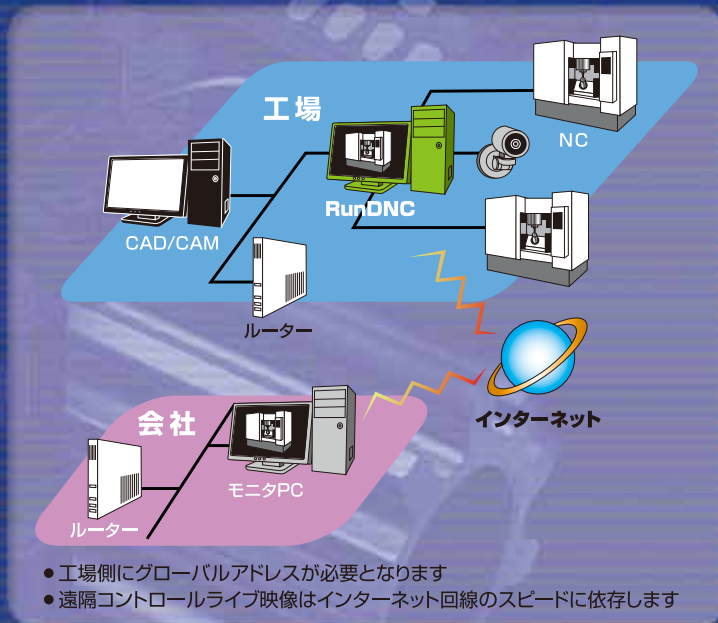 工場
NC
RunDNC
CAD/CAM
ルーター
インターネット
会社
モニタPC
ルーター
● 工場側にグローバルアドレスが必要となります
● 遠隔コントロールライブ映像はインターネット回線のスピードに依存します